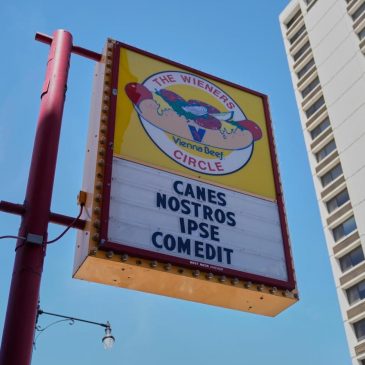 THE WIENERS
Vienna Beef
CIRCLE
CANES
NOSTROS
IPSE
COMEDIT